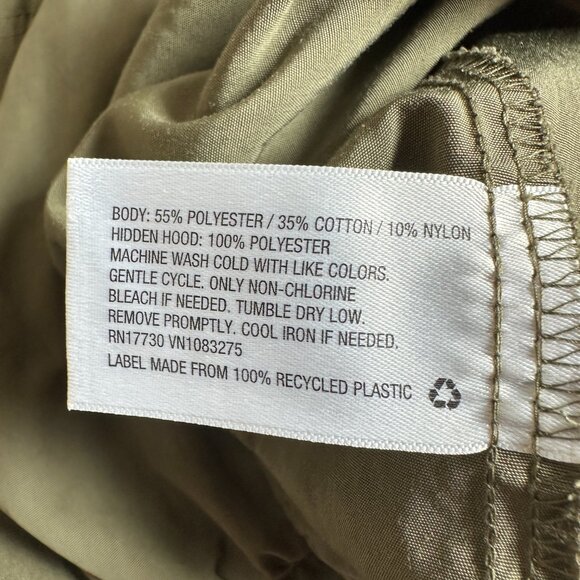 BODY: 55% POLYESTER / 35% COTTON / 10% NYLON
HIDDEN HOOD: 100% POLYESTER
MACHINE WASH COLD WITH LIKE COLORS.
GENTLE CYCLE. ONLY NON-CHLORINE
BLEACH IF NEEDED. TUMBLE DRY LOW.
REMOVE PROMPTLY. COOL IRON IF NEEDED.
RN17730 VN1083275
LABEL MADE FROM 100% RECYCLED PLASTIC